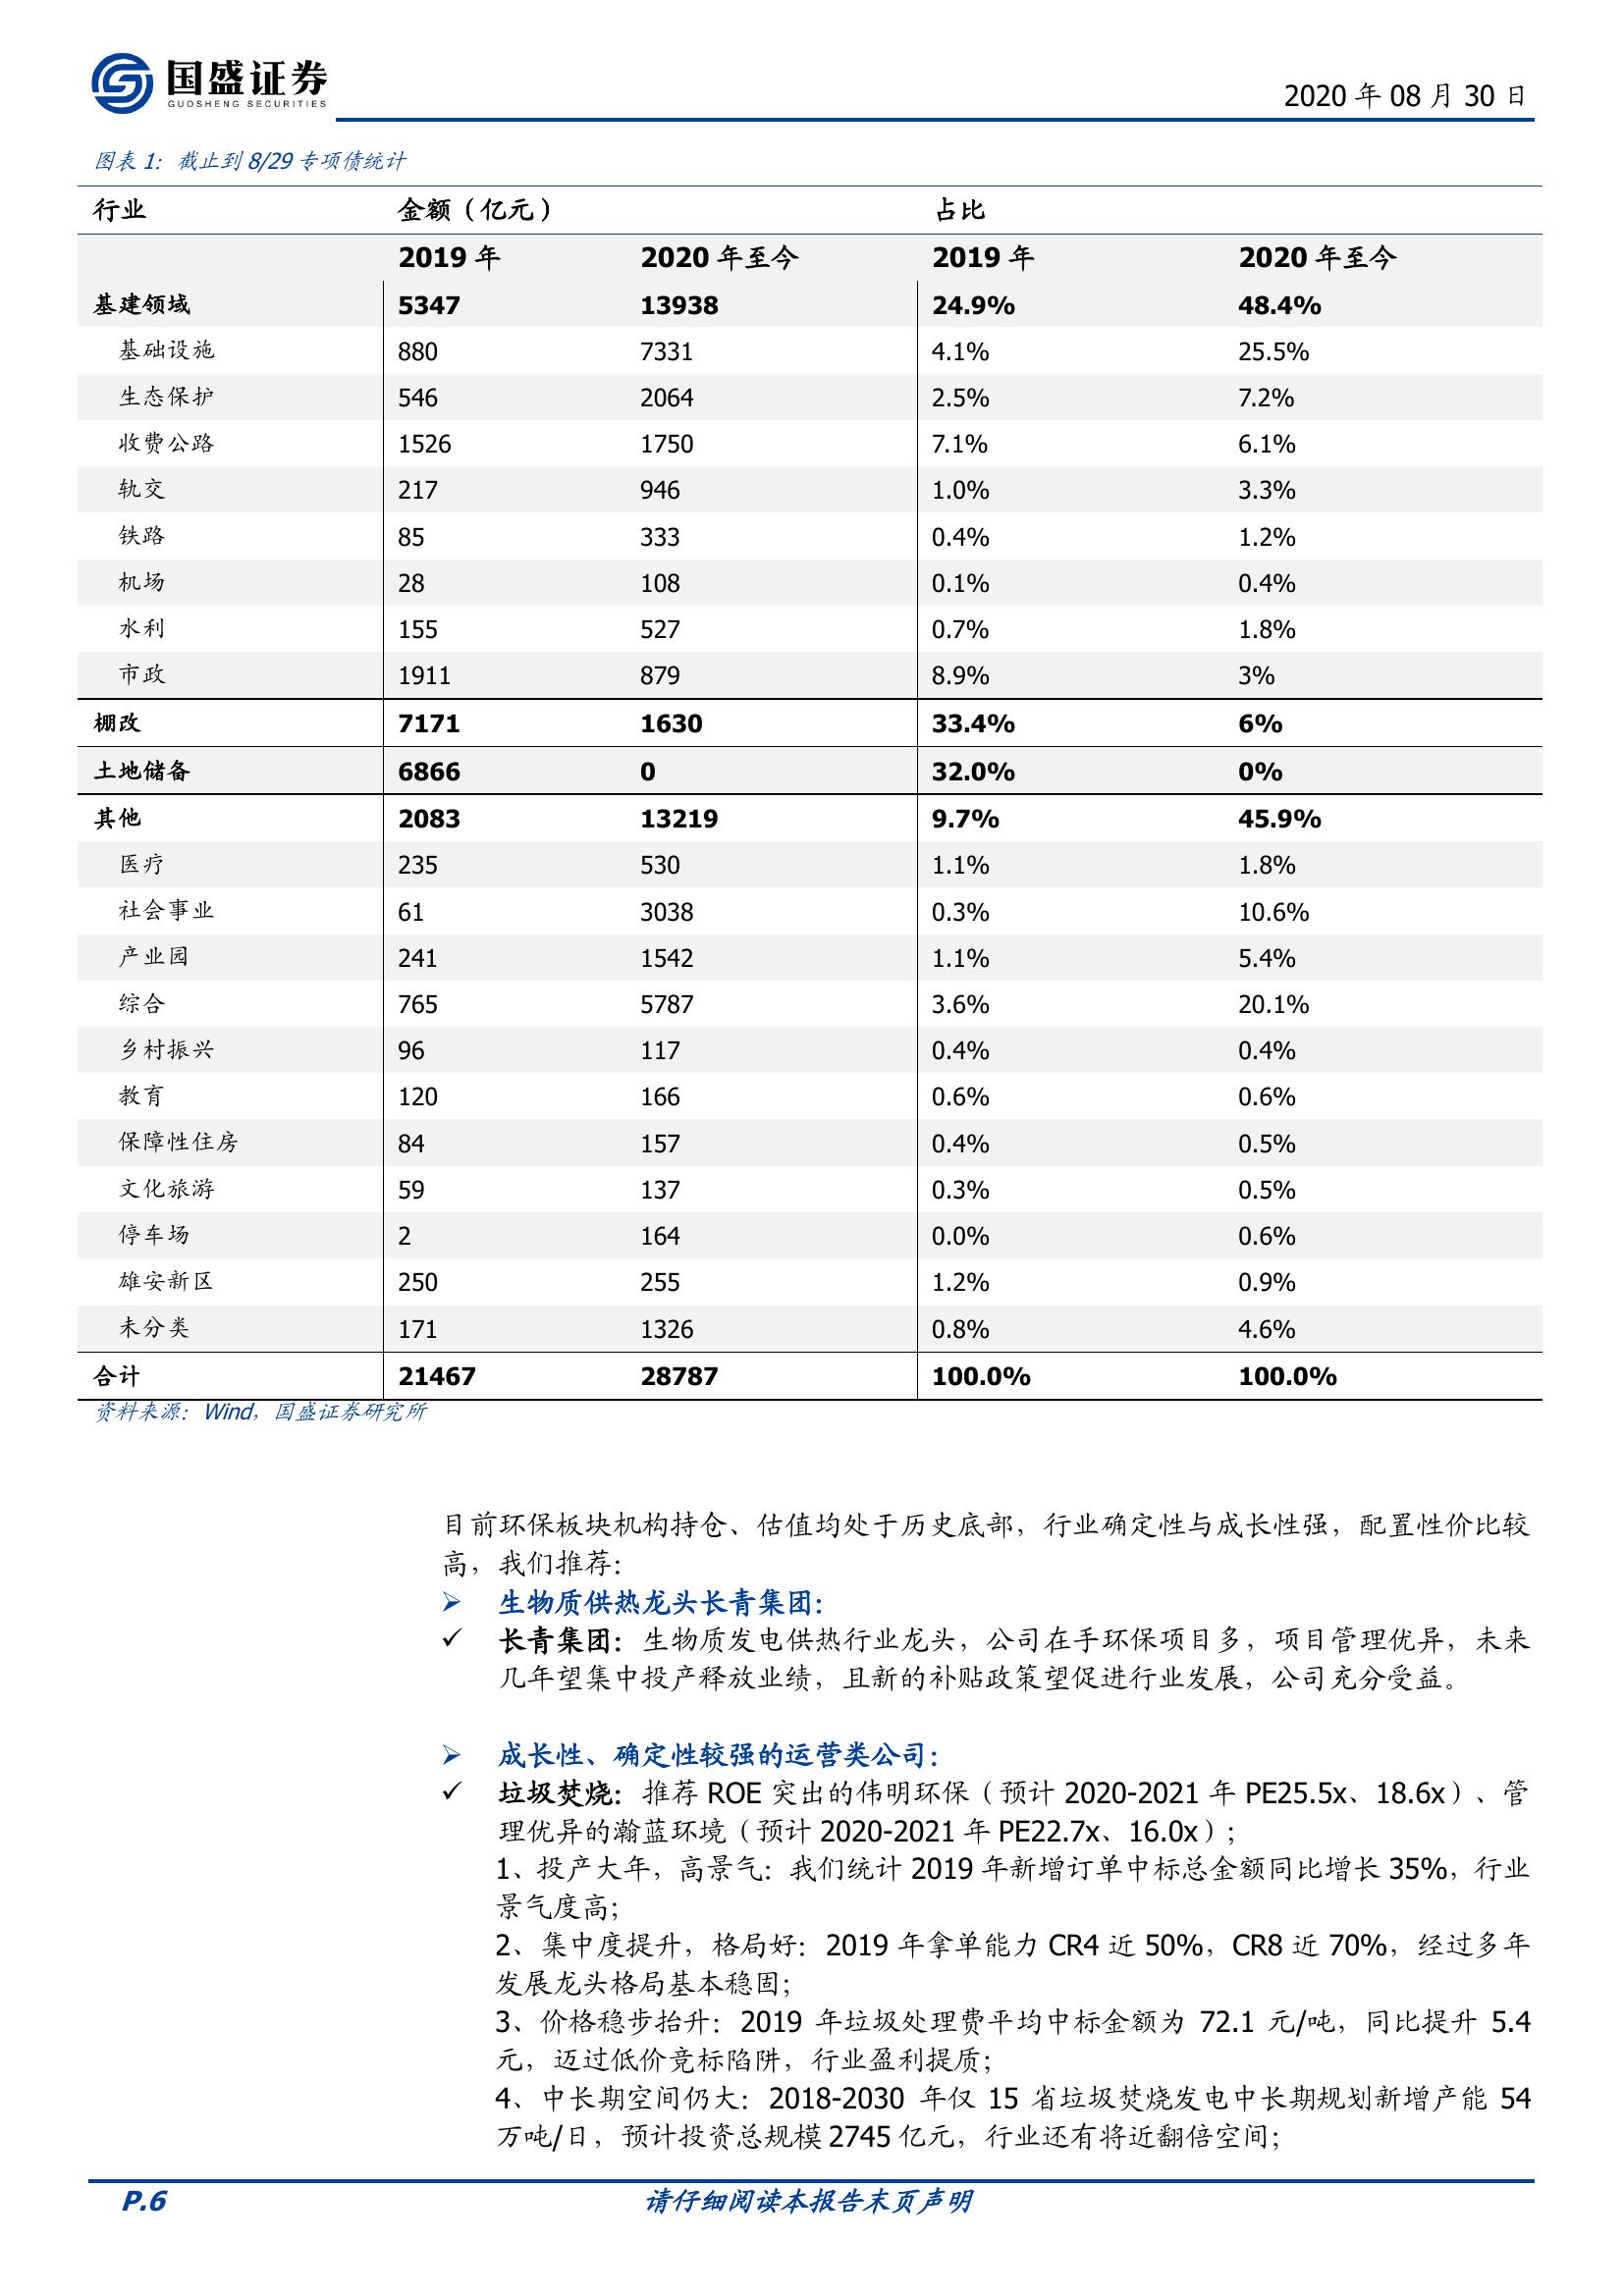 国盛证券
GUOSHENG SECURITIES
2020 年 08 月 30 日
图表 1：截止到 8/29 专项债统计
行业 金额（亿元） 占比
2019 年 2020 年至今 2019 年 2020 年至今
基建领域 5347 13938 24.9% 48.4%
基础设施 880 7331 4.1% 25.5%
生态保护 546 2064 2.5% 7.2%
收费公路 1526 1750 7.1% 6.1%
轨交 217 946 1.0% 3.3%
铁路 85 333 0.4% 1.2%
机场 28 108 0.1% 0.4%
水利 155 527 0.7% 1.8%
市政 1911 879 8.9% 3%
棚改 7171 1630 33.4% 6%
土地储备 6866 0 32.0% 0%
其他 2083 13219 9.7% 45.9%
医疗 235 530 1.1% 1.8%
社会事业 61 3038 0.3% 10.6%
产业园 241 1542 1.1% 5.4%
综合 765 5787 3.6% 20.1%
乡村振兴 96 117 0.4% 0.4%
教育 120 166 0.6% 0.6%
保障性住房 84 157 0.4% 0.5%
文化旅游 59 137 0.3% 0.5%
停车场 2 164 0.0% 0.6%
雄安新区 250 255 1.2% 0.9%
未分类 171 1326 0.8% 4.6%
合计 21467 28787 100.0% 100.0%
资料来源：Wind，国盛证券研究所
目前环保板块机构持仓、估值均处于历史底部，行业确定性与成长性强，配置性价比较
高，我们推荐：
➢ 生物质供热龙头长青集团：
✓ 长青集团：生物质发电供热行业龙头，公司在手环保项目多，项目管理优异，未来
几年望集中投产释放业绩，且新的补贴政策望促进行业发展，公司充分受益。
➢ 成长性、确定性较强的运营类公司：
✓ 垃圾焚烧：推荐 ROE 突出的伟明环保（预计 2020-2021 年 PE25.5x、18.6x）、管
理优异的瀚蓝环境（预计 2020-2021 年 PE22.7x、16.0x）；
1、投产大年，高景气：我们统计 2019 年新增订单中标总金额同比增长 35%，行业
景气度高；
2、集中度提升，格局好：2019 年拿单能力 CR4 近 50%，CR8 近 70%，经过多年
发展龙头格局基本稳固；
3、价格稳步抬升：2019 年垃圾处理费平均中标金额为 72.1 元/吨，同比提升 5.4
元，迈过低价竞标陷阱，行业盈利提质；
4、中长期空间仍大：2018-2030 年仅 15 省垃圾焚烧发电中长期规划新增产能 54
万吨/日，预计投资总规模 2745 亿元，行业还有将近翻倍空间；
P.6 请仔细阅读本报告末页声明